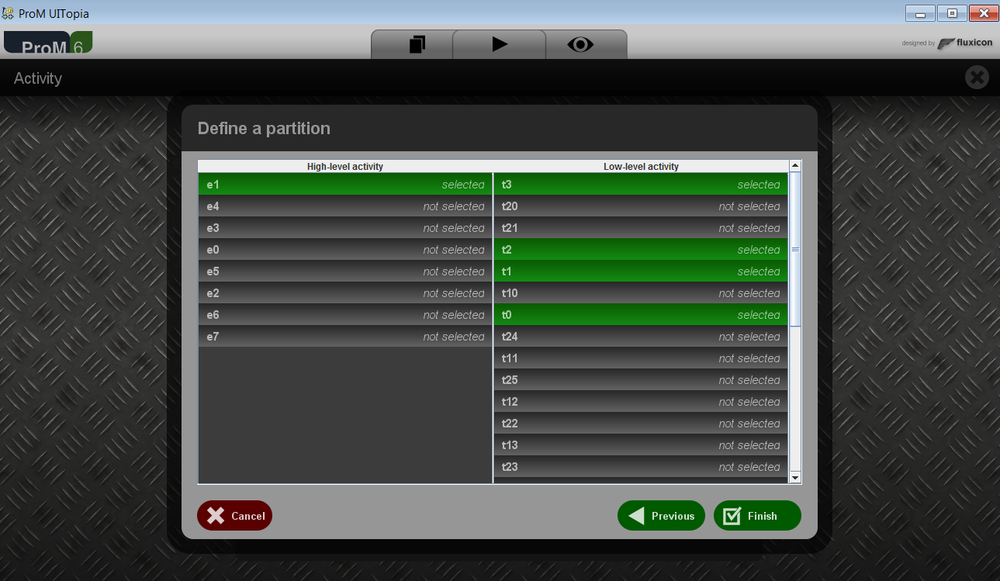 ProM UITopia
ProM 6
designed by fluxicon
Activity
Define a partition
High-level activity Low-level activity
e1 selected t3 selected
e4 not selected t20 not selected
e3 not selected t21 not selected
e0 not selected t2 selected
e5 not selected t1 selected
e2 not selected t10 not selected
e6 not selected t0 selected
e7 not selected t24 not selected
t11 not selected
t25 not selected
t12 not selected
t22 not selected
t13 not selected
t23 not selected
Cancel Previous Finish